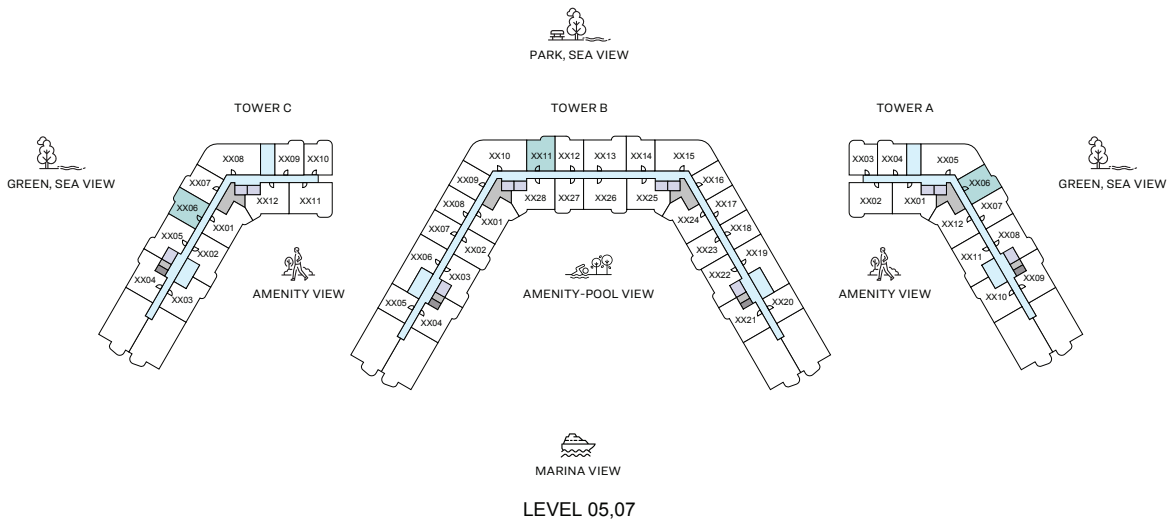 PARK, SEA VIEW
TOWER C
TOWER B
TOWER A
GREEN, SEA VIEW
GREEN, SEA VIEW
XX08
XX09
XX10
XX07
XX06
XX05
XX04
XX12
XX11
XX01
XX02
XX03
XX10
XX11
XX12
XX13
XX14
XX15
XX09
XX08
XX07
XX06
XX05
XX28
XX27
XX26
XX25
XX01
XX02
XX03
XX04
XX16
XX17
XX18
XX19
XX20
XX24
XX23
XX22
XX21
XX03
XX04
XX05
XX06
XX07
XX08
XX09
XX02
XX01
XX12
XX11
XX10
AMENITY VIEW
AMENITY-POOL VIEW
AMENITY VIEW
MARINA VIEW
LEVEL 05,07